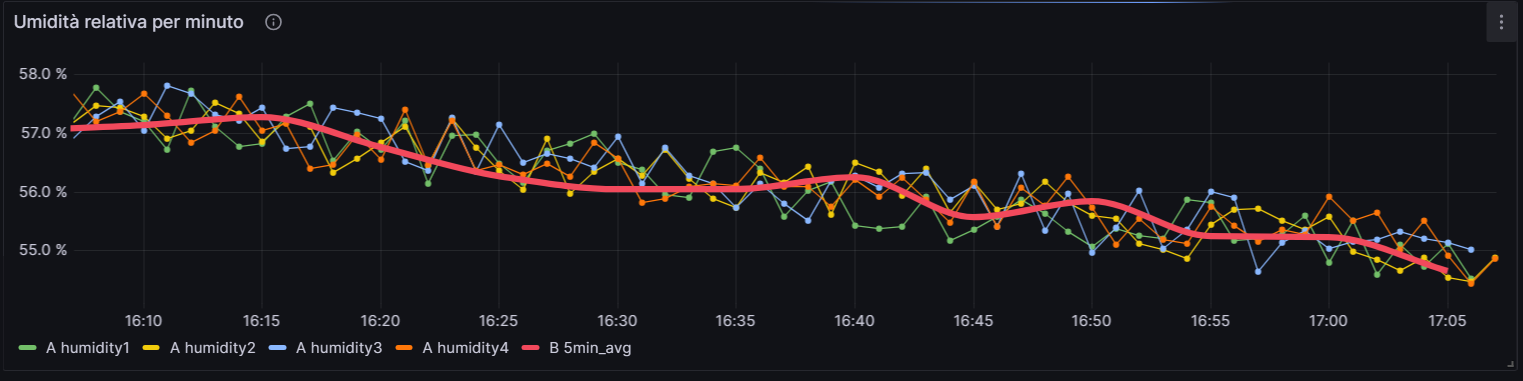 Umidità relativa per minuto
58.0 %
57.0 %
56.0 %
55.0 %
16:10 16:15 16:20 16:25 16:30 16:35 16:40 16:45 16:50 16:55 17:00 17:05
A humidity1 A humidity2 A humidity3 A humidity4 B 5min_avg